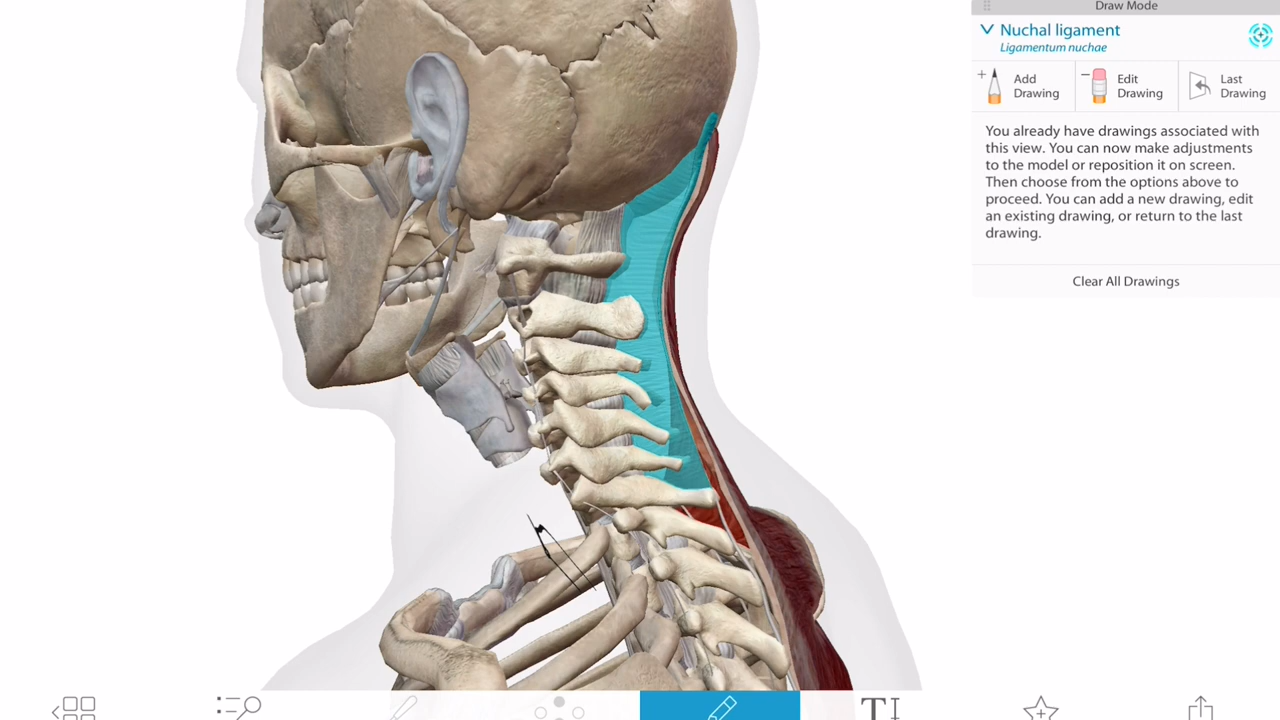 Draw Mode
Nuchal ligament
Ligamentum nuchae
Add
Drawing
Edit
Drawing
Last
Drawing
You already have drawings associated with
this view. You can now make adjustments
to the model or reposition it on screen.
Then choose from the options above to
proceed. You can add a new drawing, edit
an existing drawing, or return to the last
drawing.
Clear All Drawings